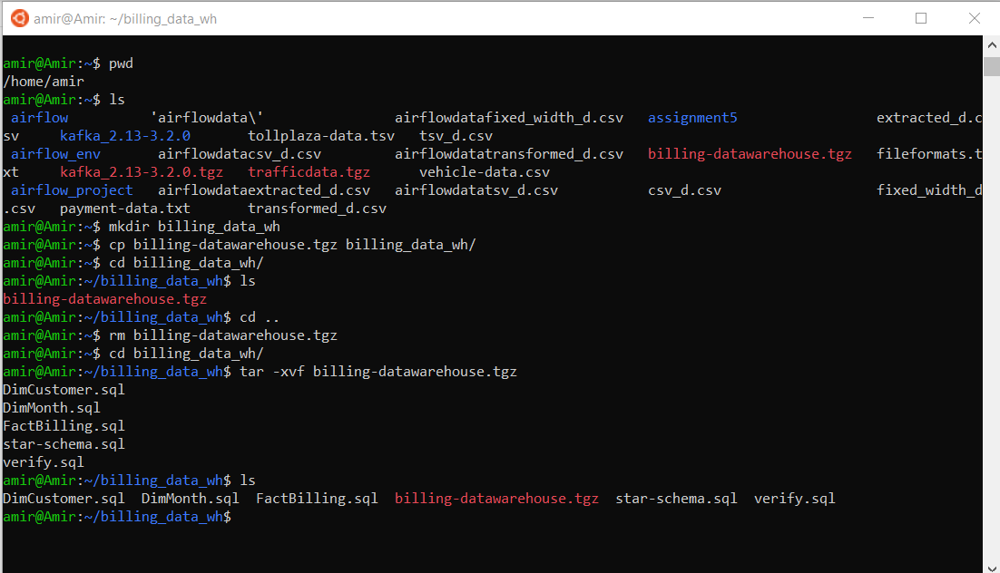 amir@Amir: ~/billing_data_wh
amir@Amir:~$ pwd
/home/amir
amir@Amir:~$ ls
airflow 'airflowdata\' airflowdatafixed_width_d.csv assignment5 extracted_d.c
sv kafka_2.13-3.2.0 tollplaza-data.tsv tsv_d.csv
airflow_env airflowdatacsv_d.csv airflowdatatransformed_d.csv billing-datawarehouse.tgz fileformats.t
xt kafka_2.13-3.2.0.tgz trafficdata.tgz vehicle-data.csv
airflow_project airflowdataextracted_d.csv airflowdatatsv_d.csv csv_d.csv fixed_width_d
.csv payment-data.txt transformed_d.csv
amir@Amir:~$ mkdir billing_data_wh
amir@Amir:~$ cp billing-datawarehouse.tgz billing_data_wh/
amir@Amir:~$ cd billing_data_wh/
amir@Amir:~/billing_data_wh$ ls
billing-datawarehouse.tgz
amir@Amir:~/billing_data_wh$ cd ..
amir@Amir:~$ rm billing-datawarehouse.tgz
amir@Amir:~$ cd billing_data_wh/
amir@Amir:~/billing_data_wh$ tar -xvf billing-datawarehouse.tgz
DimCustomer.sql
DimMonth.sql
FactBilling.sql
star-schema.sql
verify.sql
amir@Amir:~/billing_data_wh$ ls
DimCustomer.sql DimMonth.sql FactBilling.sql billing-datawarehouse.tgz star-schema.sql verify.sql
amir@Amir:~/billing_data_wh$